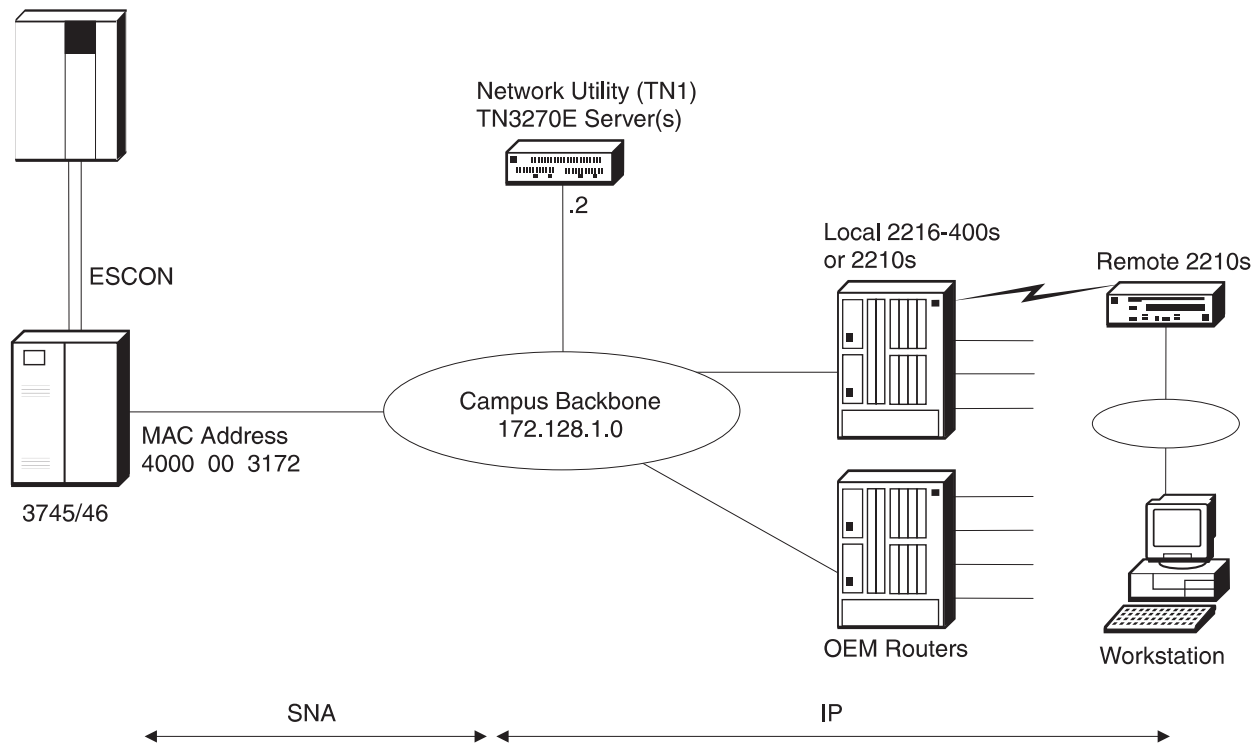 Network Utility (TN1)
TN3270E Server(s)
.2
Local 2216-400s
or 2210s
Remote 2210s
ESCON
Campus Backbone
172.128.1.0
MAC Address
4000 00 3172
3745/46
OEM Routers
Workstation
SNA
IP